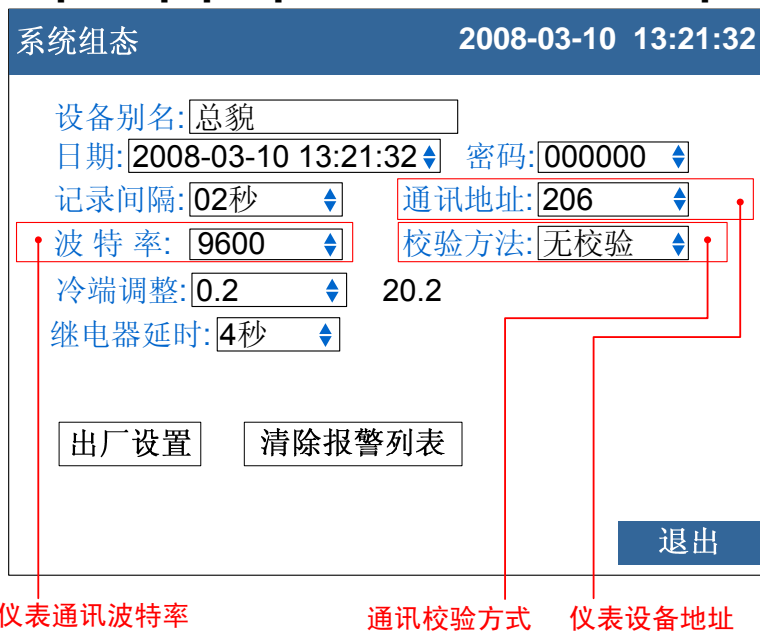 系统组态 2008-03-10 13:21:32
设备别名: 总貌
日期: 2008-03-10 13:21:32 密码: 000000
记录间隔: 02秒 通讯地址: 206
波特率: 9600 校验方法: 无校验
冷端调整: 0.2 20.2
继电器延时: 4秒
出厂设置 清除报警列表
退出
仪表通讯波特率 通讯校验方式 仪表设备地址